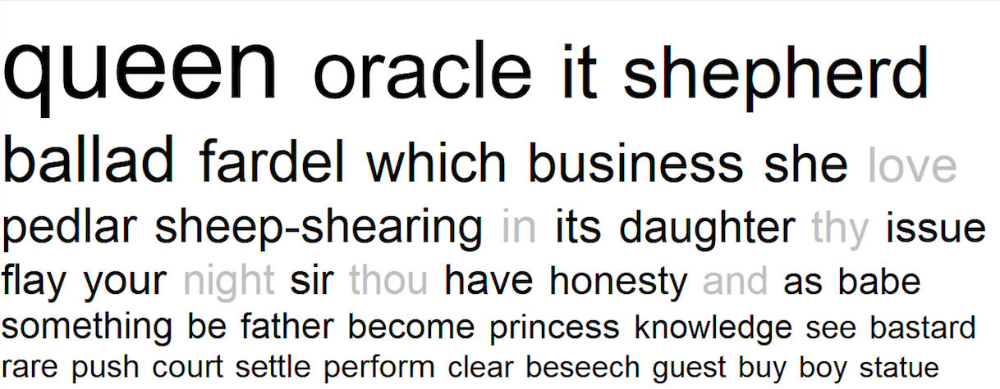 queen oracle it shepherd
ballad fardel which business she love
pedlar sheep-shearing in its daughter thy issue
flay your night sir thou have honesty and as babe
something be father become princess knowledge see bastard
rare push court settle perform clear beseech guest buy boy statue